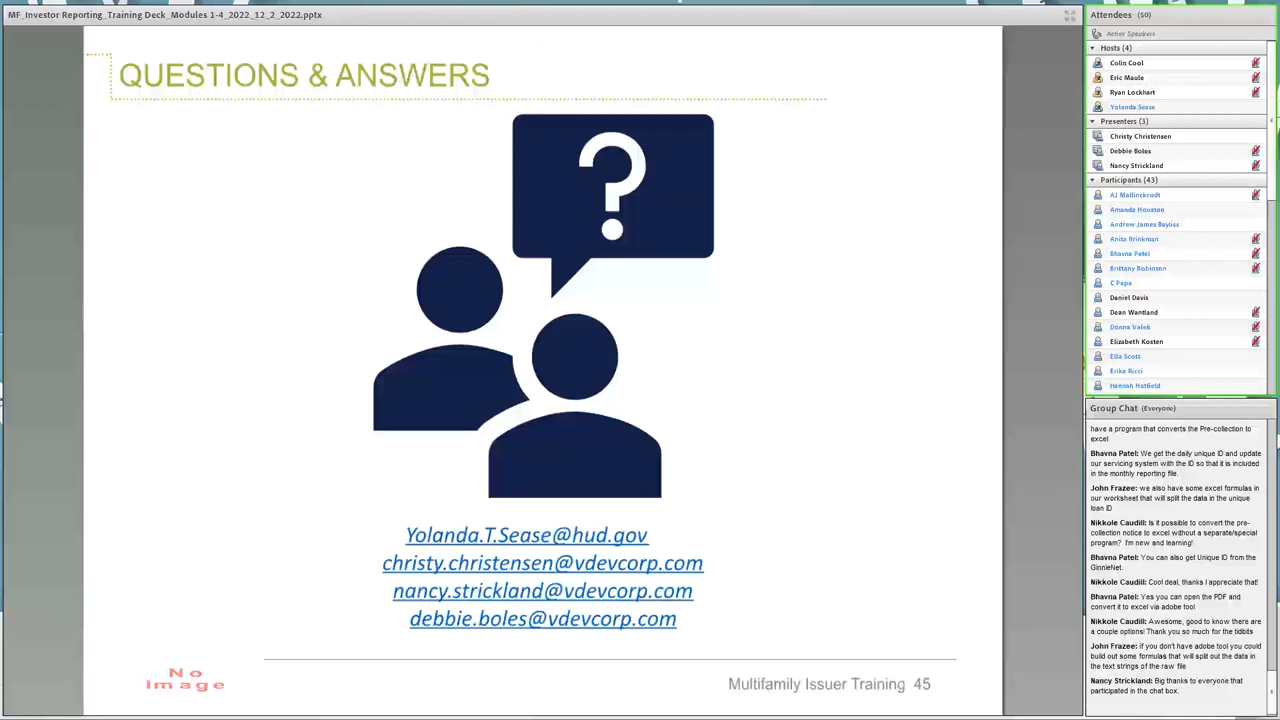 MF_Investor Reporting_Training Deck_Modules 1-4_2022_12_2_2022.pptx
QUESTIONS & ANSWERS
?
Yolanda.T.Sease@hud.gov
christy.christensen@vdevcorp.com
nancy.strickland@vdevcorp.com
debbie.boles@vdevcorp.com
No
Image
Multifamily Issuer Training 45
Attendees (50)
Active Speakers
Hosts (4)
Colin Cool
Eric Maule
Ryan Lockhart
Yolanda Sease
Presenters (3)
Christy Christensen
Debbie Boles
Nancy Strickland
Participants (43)
AJ Mallinckrodt
Amanda Houston
Andrew James Bayliss
Anita Brinkman
Bhavna Patel
Brittany Robinson
C Papa
Daniel Davis
Dean Wantland
Donna Valek
Elizabeth Kosten
Ella Scott
Erika Ricci
Hannah Hatfield
Group Chat (Everyone)
have a program that converts the Pre-collection to
excel
Bhavna Patel: We get the daily unique ID and update
our servicing system with the ID so that it is included
in the monthly reporting file.
John Frazee: we also have some excel formulas in
our worksheet that will split the data in the unique
loan ID
Nikkole Caudill: Is it possible to convert the pre-
collection notice to excel without a separate/special
program? I'm new and learning!
Bhavna Patel: You can also get Unique ID from the
GinnieNet.
Nikkole Caudill: Cool deal, thanks I appreciate that!
Bhavna Patel: Yes you can open the PDF and
convert it to excel via adobe tool
Nikkole Caudill: Awesome, good to know there are
a couple options! Thank you so much for the tidbits
John Frazee: if you don't have adobe tool you could
build out some formulas that will split out the data in
the text strings of the raw file
Nancy Strickland: Big thanks to everyone that
participated in the chat box.